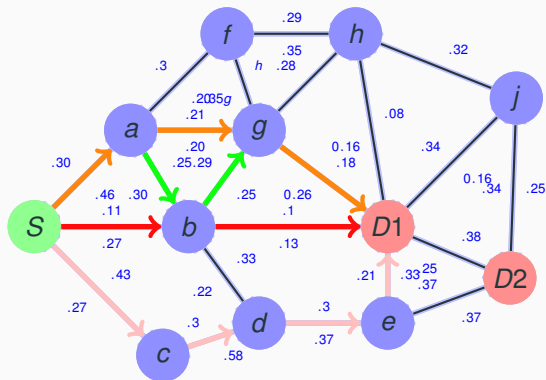 .29
f
h
.35
.3
h
.28
.32
.20
.35g
j
.21
a
g
.08
.20
.25
.29
0.16
.18
.34
.30
0.16
.34
.25
.46
.30
.25
0.26
.11
.1
S
b
D1
.27
.13
.38
.33
.43
.21
.33
.25
.37
D2
.27
.22
.3
.3
d
e
.37
.37
c
.58